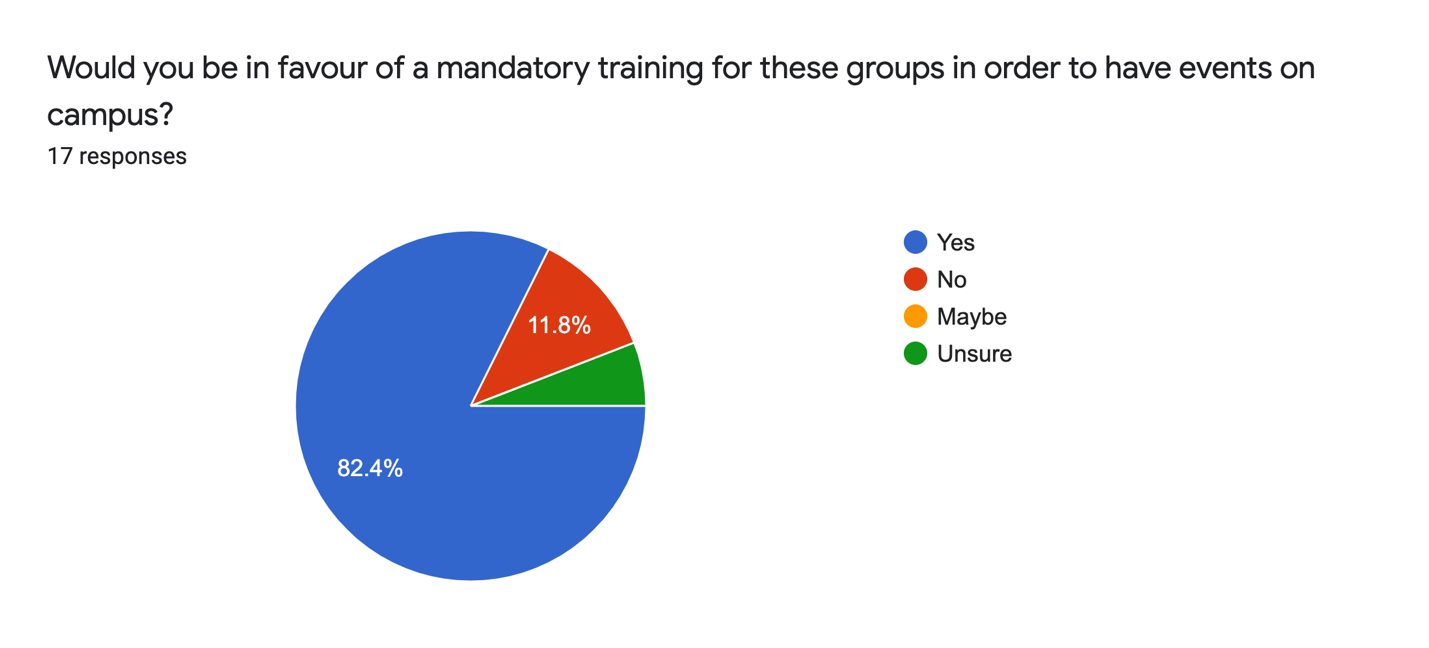 Would you be in favour of a mandatory training for these groups in order to have events on
campus?
17 responses
Yes
No
Maybe
Unsure
11.8%
82.4%